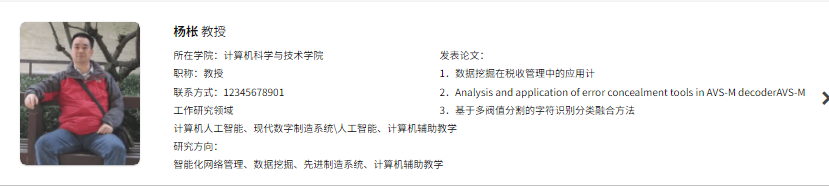 杨枨 教授
所在学院：计算机科学与技术学院
职称：教授
联系方式：12345678901
工作研究领域
计算机人工智能、现代数字制造系统\人工智能、计算机辅助教学
研究方向：
智能化网络管理、数据挖掘、先进制造系统、计算机辅助教学
发表论文：
1、数据挖掘在税收管理中的应用计
2、Analysis and application of error concealment tools in AVS-M decoderAVS-M
3、基于多阀值分割的字符识别分类融合方法